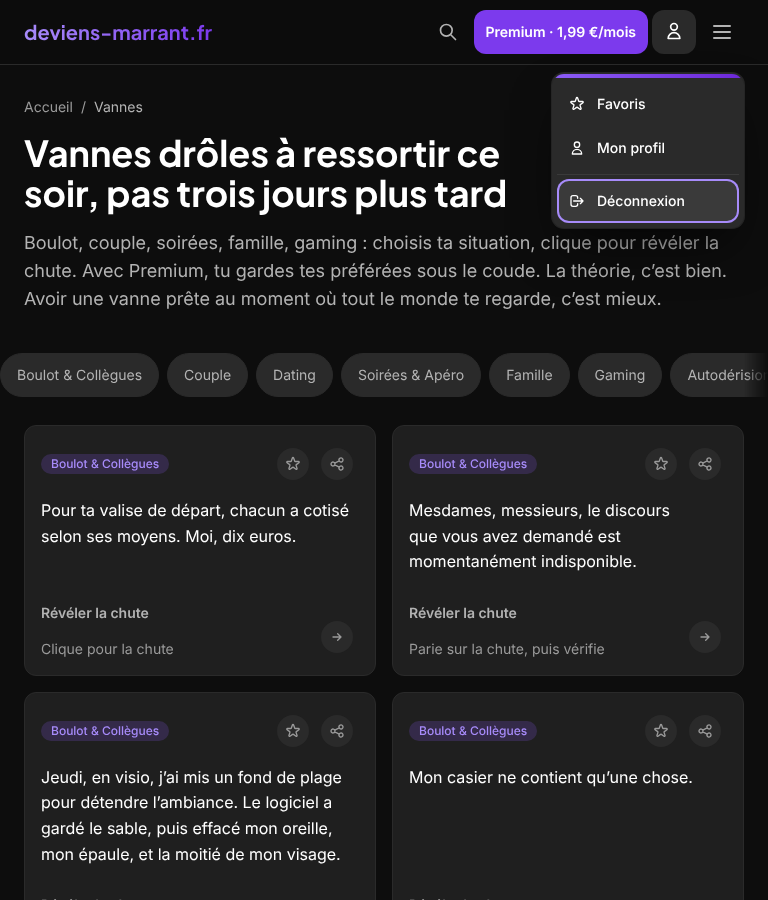 deviens-marrant.fr
Premium · 1,99 €/mois
Favoris
Mon profil
Déconnexion
Accueil / Vannes
Vannes drôles à ressortir ce
soir, pas trois jours plus tard
Boulot, couple, soirées, famille, gaming : choisis ta situation, clique pour révéler la
chute. Avec Premium, tu gardes tes préférées sous le coude. La théorie, c’est bien.
Avoir une vanne prête au moment où tout le monde te regarde, c’est mieux.
Boulot & Collègues
Couple
Dating
Soirées & Apéro
Famille
Gaming
Autodérision
Boulot & Collègues
Pour ta valise de départ, chacun a cotisé
selon ses moyens. Moi, dix euros.
Révéler la chute
Clique pour la chute
Boulot & Collègues
Mesdames, messieurs, le discours
que vous avez demandé est
momentanément indisponible.
Révéler la chute
Parie sur la chute, puis vérifie
Boulot & Collègues
Jeudi, en visio, j’ai mis un fond de plage
pour détendre l’ambiance. Le logiciel a
gardé le sable, puis effacé mon oreille,
mon épaule, et la moitié de mon visage.
Boulot & Collègues
Mon casier ne contient qu’une chose.